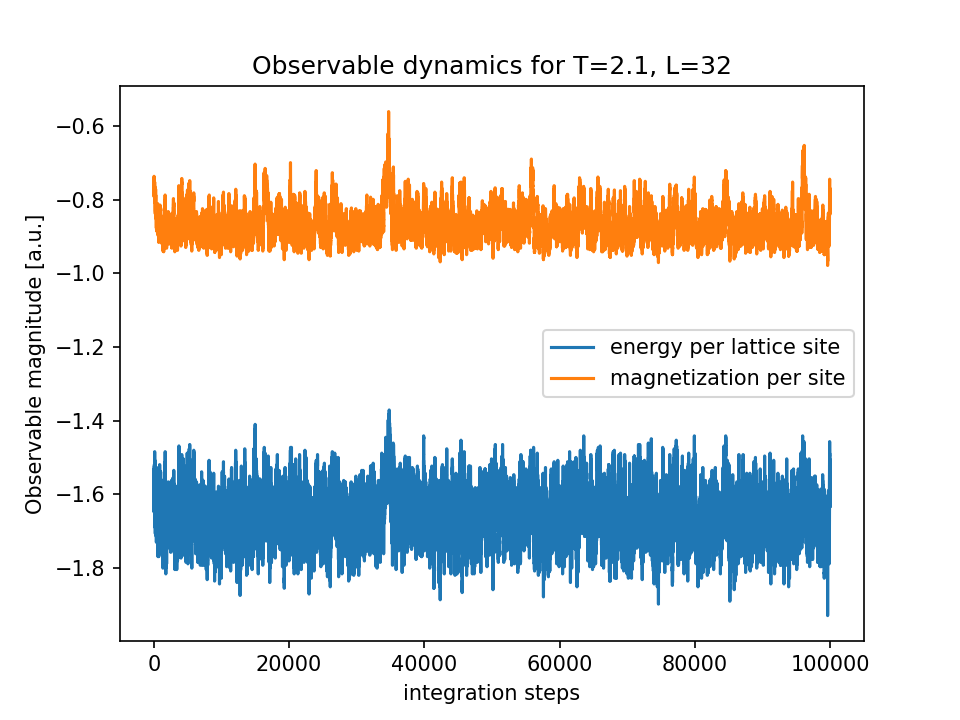 Observable dynamics for T=2.1, L=32
Observable magnitude [a.u.]
−0.6
−0.8
−1.0
−1.2
−1.4
−1.6
−1.8
energy per lattice site
magnetization per site
0 20000 40000 60000 80000 100000
integration steps